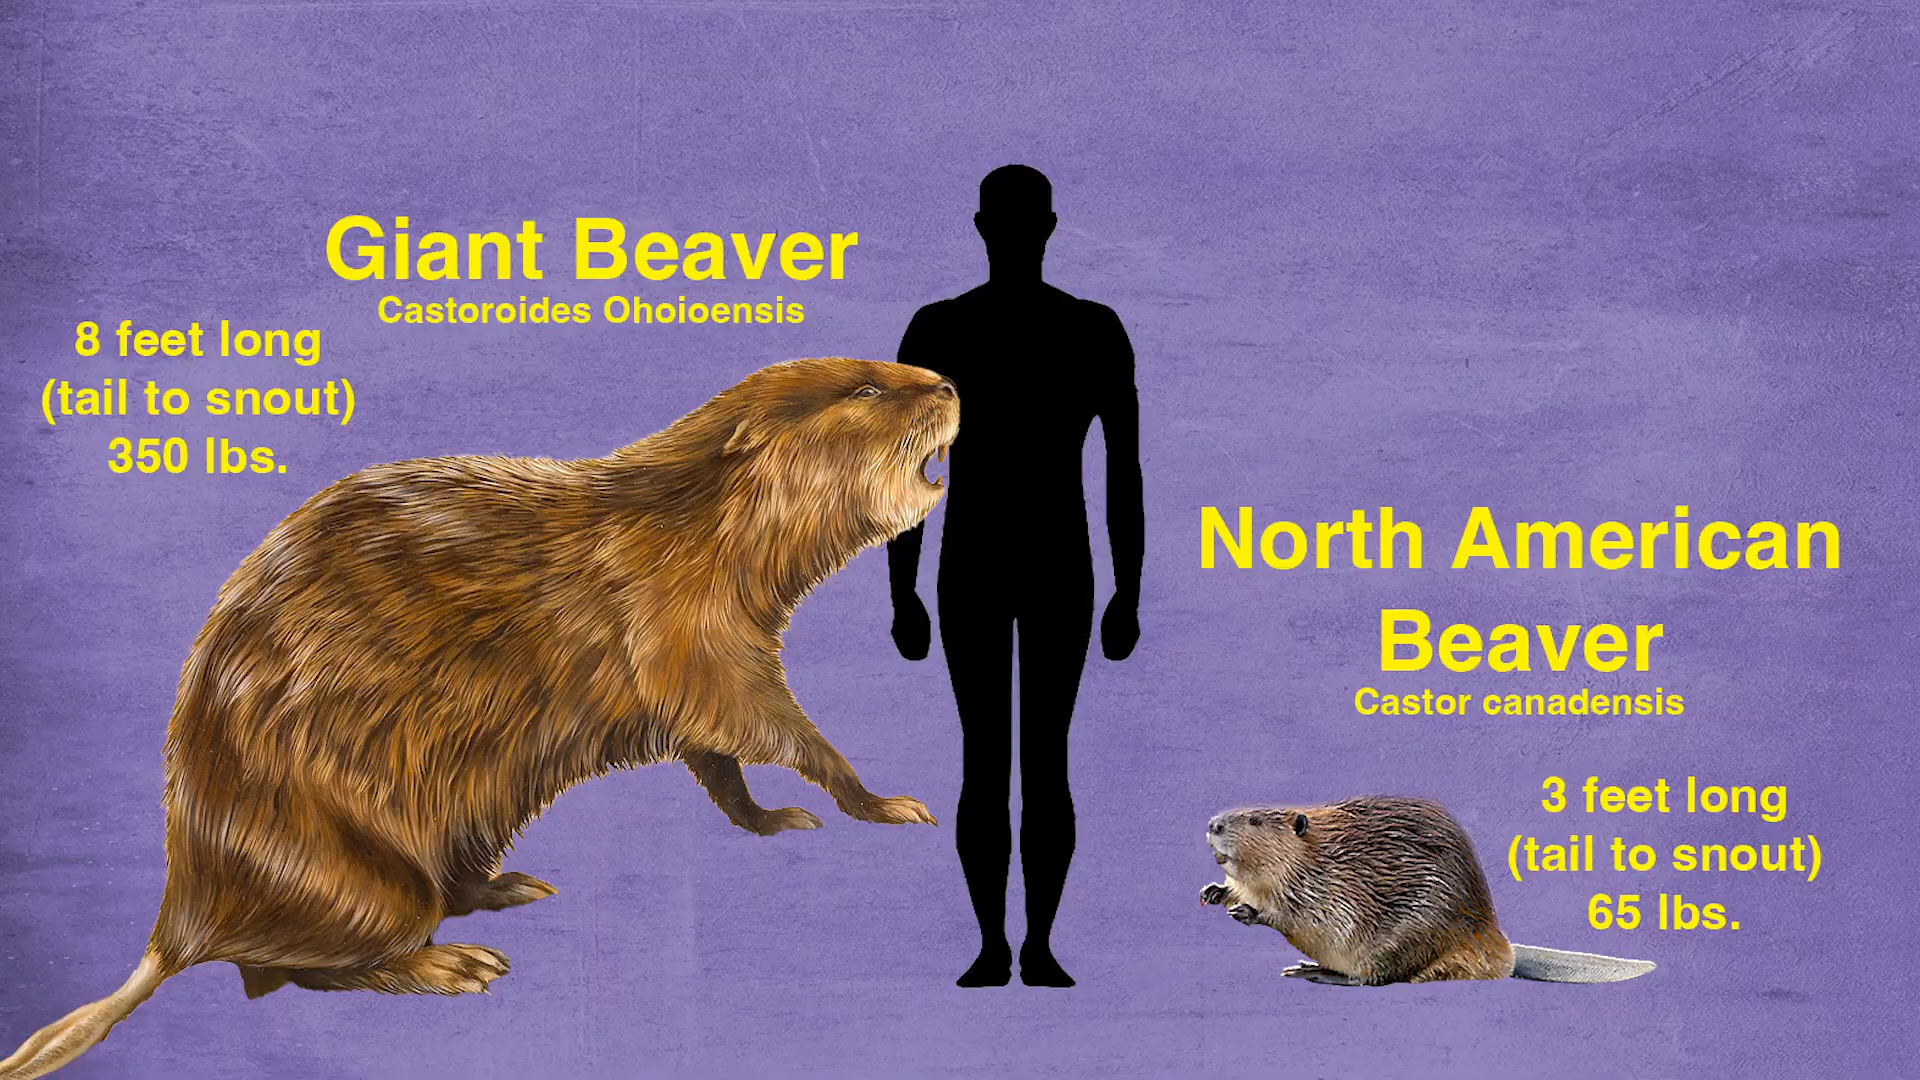 Giant Beaver
Castoroides Ohoioensis
8 feet long
(tail to snout)
350 lbs.
North American
Beaver
Castor canadensis
3 feet long
(tail to snout)
65 lbs.